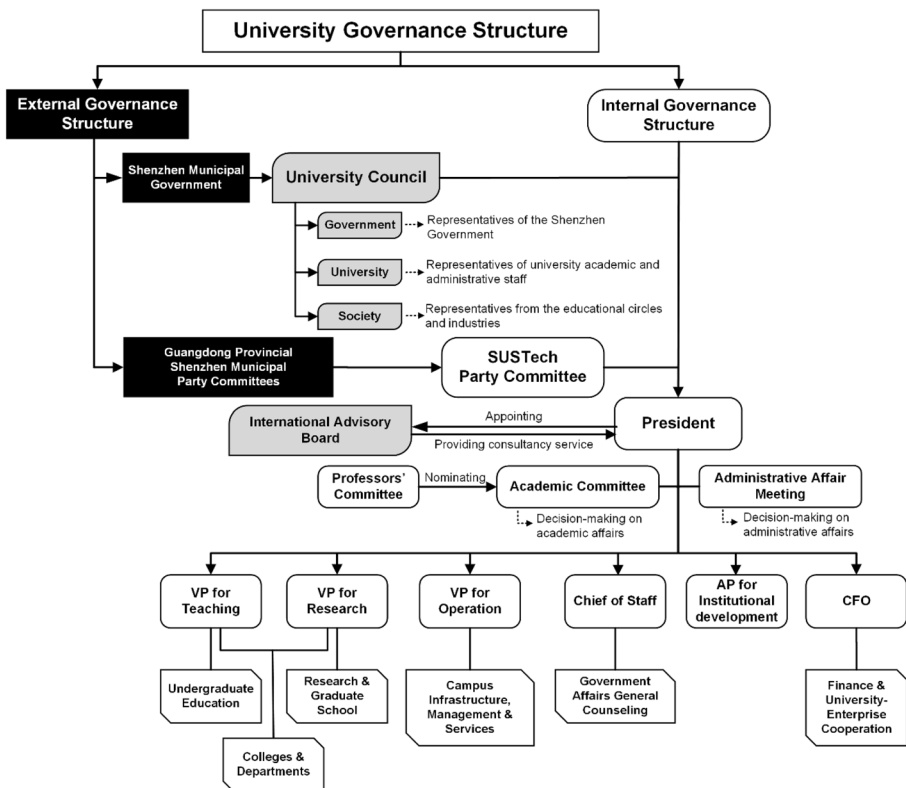 University Governance Structure
External Governance
Structure
Internal Governance
Structure
Shenzhen Municipal
Government
University Council
Government
Representatives of the Shenzhen
Government
University
Representatives of university academic and
administrative staff
Society
Representatives from the educational circles
and industries
Guangdong Provincial
Shenzhen Municipal
Party Committees
SUSTech
Party Committee
International Advisory
Board
Appointing
Providing consultancy service
President
Professors'
Committee
Nominating
Academic Committee
Administrative Affair
Meeting
Decision-making on
academic affairs
Decision-making on
administrative affairs
VP for
Teaching
VP for
Research
VP for
Operation
Chief of Staff
AP for
Institutional
development
CFO
Undergraduate
Education
Research &
Graduate
School
Campus
Infrastructure,
Management &
Services
Government
Affairs General
Counseling
Finance &
University-
Enterprise
Cooperation
Colleges &
Departments